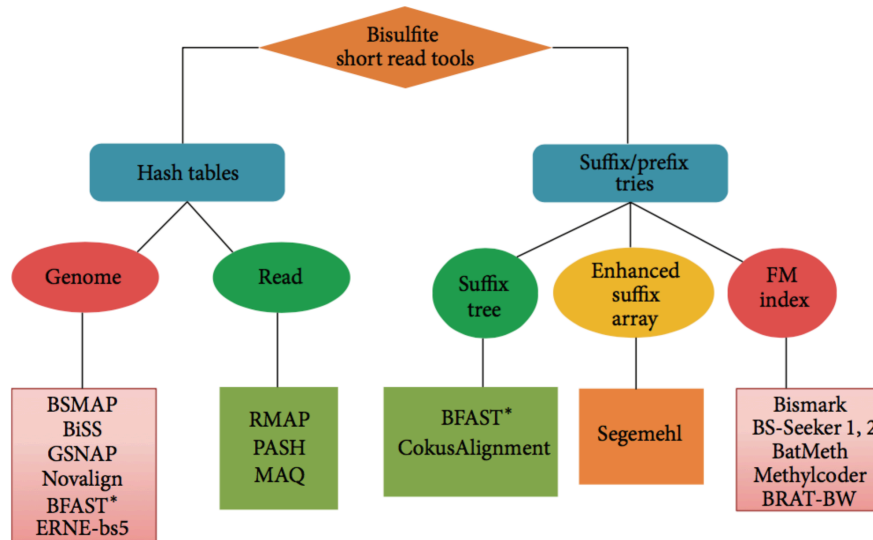 Bisulfite
short read tools
Hash tables
Suffix/prefix
tries
Genome
Read
Suffix
tree
Enhanced
suffix
array
FM
index
BSMAP
BiSS
GSNAP
Novalign
BFAST*
ERNE-bs5
RMAP
PASH
MAQ
BFAST*
CokusAlignment
Segemehl
Bismark
BS-Seeker 1, 2
BatMeth
Methylcoder
BRAT-BW